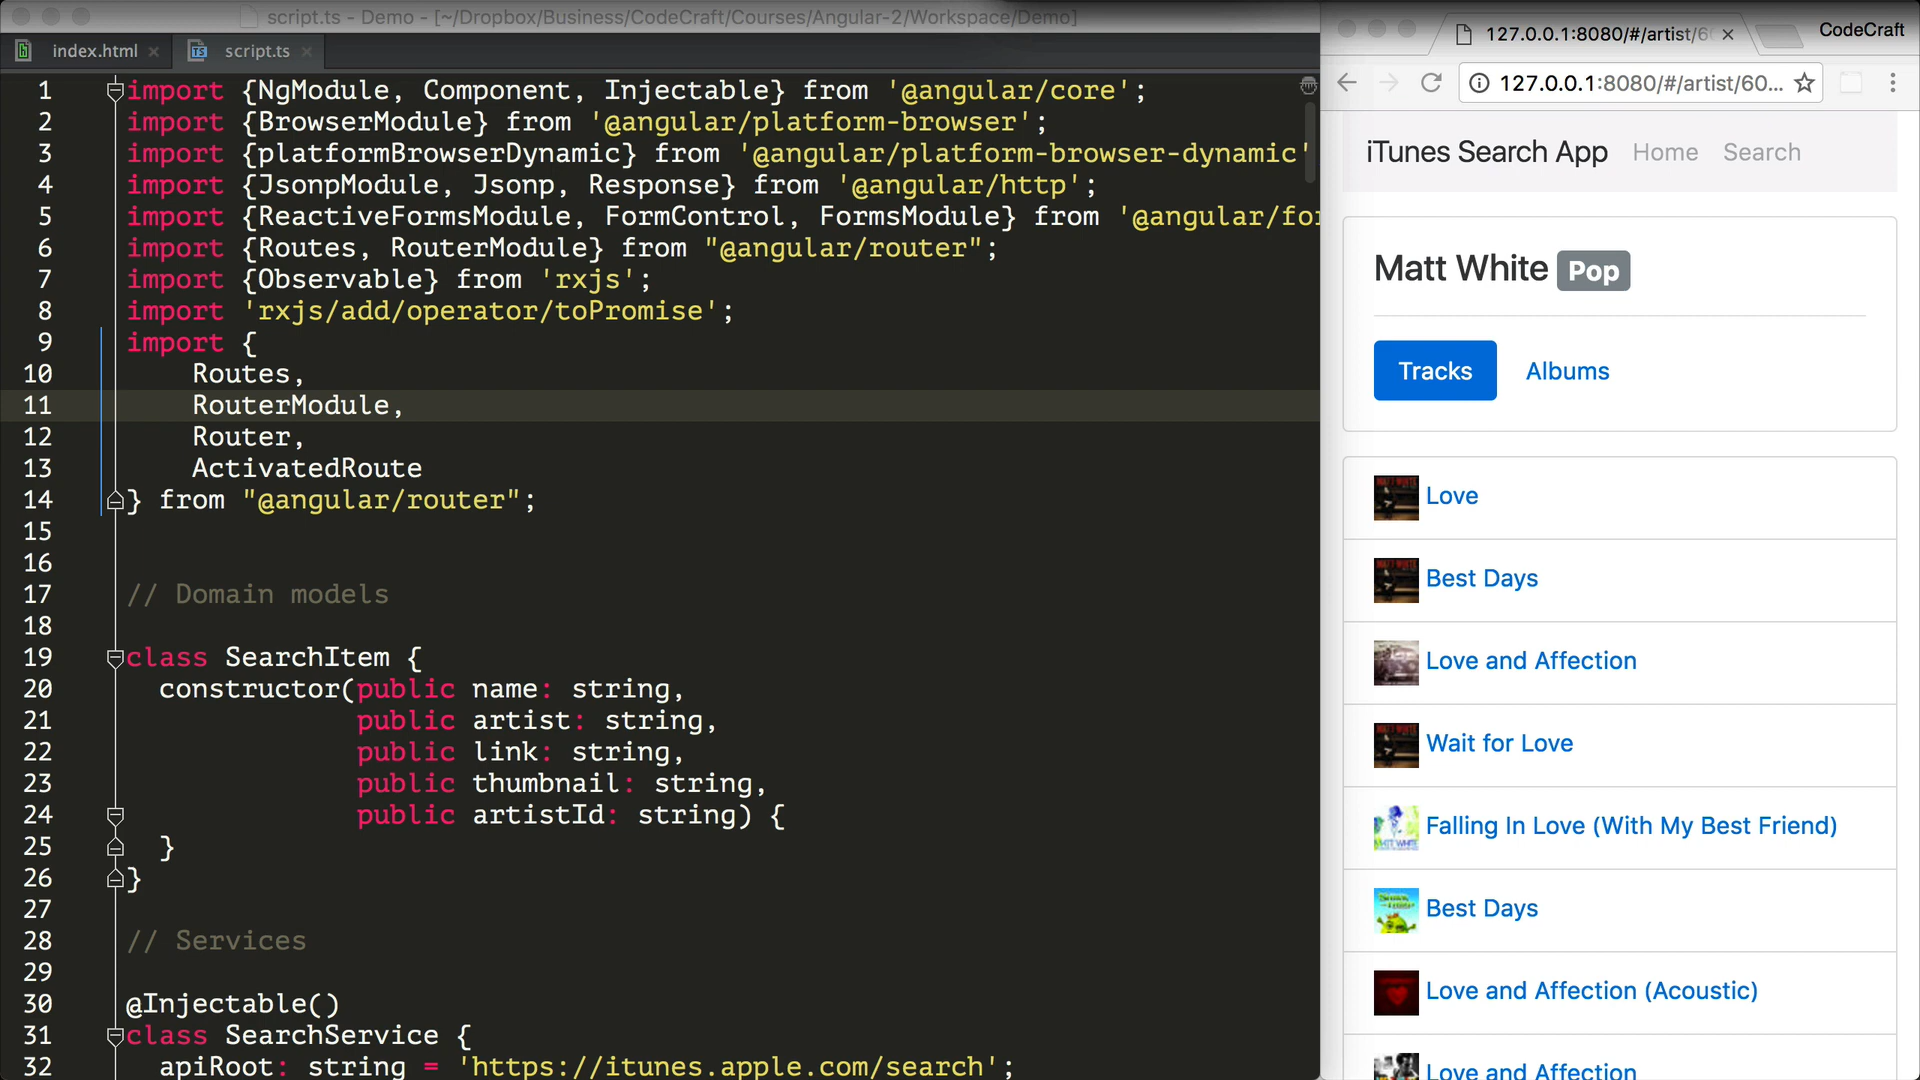 script.ts - Demo - [~/Dropbox/Business/CodeCraft/Courses/Angular-2/Workspace/Demo]
index.html
script.ts
1 import {NgModule, Component, Injectable} from '@angular/core';
2 import {BrowserModule} from '@angular/platform-browser';
3 import {platformBrowserDynamic} from '@angular/platform-browser-dynamic'
4 import {JsonpModule, Jsonp, Response} from '@angular/http';
5 import {ReactiveFormsModule, FormControl, FormsModule} from '@angular/for
6 import {Routes, RouterModule} from "@angular/router";
7 import {Observable} from 'rxjs';
8 import 'rxjs/add/operator/toPromise';
9 import {
10 Routes,
11 RouterModule,
12 Router,
13 ActivatedRoute
14 } from "@angular/router";
15
16
17 // Domain models
18
19 class SearchItem {
20 constructor(public name: string,
21 public artist: string,
22 public link: string,
23 public thumbnail: string,
24 public artistId: string) {
25 }
26 }
27
28 // Services
29
30 @Injectable()
31 class SearchService {
32 apiRoot: string = 'https://itunes.apple.com/search';
127.0.0.1:8080/#/artist/60
CodeCraft
127.0.0.1:8080/#/artist/60...
iTunes Search App Home Search
Matt White Pop
Tracks Albums
Love
Best Days
Love and Affection
Wait for Love
Falling In Love (With My Best Friend)
Best Days
Love and Affection (Acoustic)
Love and Affection